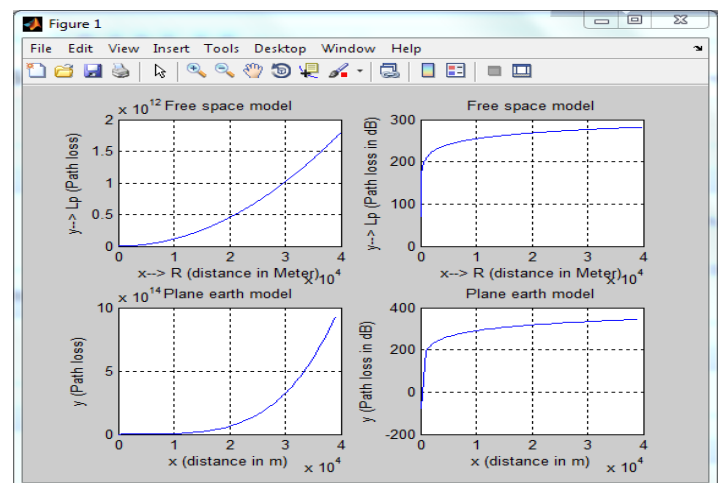 Figure 1
File Edit View Insert Tools Desktop Window Help
x 10^12 Free space model
2
1.5
1
0.5
0
y--> Lp (Path loss)
0 1 2 3 4
x--> R (distance in Meter) x 10^4
Free space model
300
200
100
0
y--> Lp (Path loss in dB)
0 1 2 3 4
x--> R (distance in Meter) x 10^4
x 10^14 Plane earth model
10
5
0
y (Path loss)
0 1 2 3 4
x (distance in m) x 10^4
Plane earth model
400
200
0
-200
y (Path loss in dB)
0 1 2 3 4
x (distance in m) x 10^4